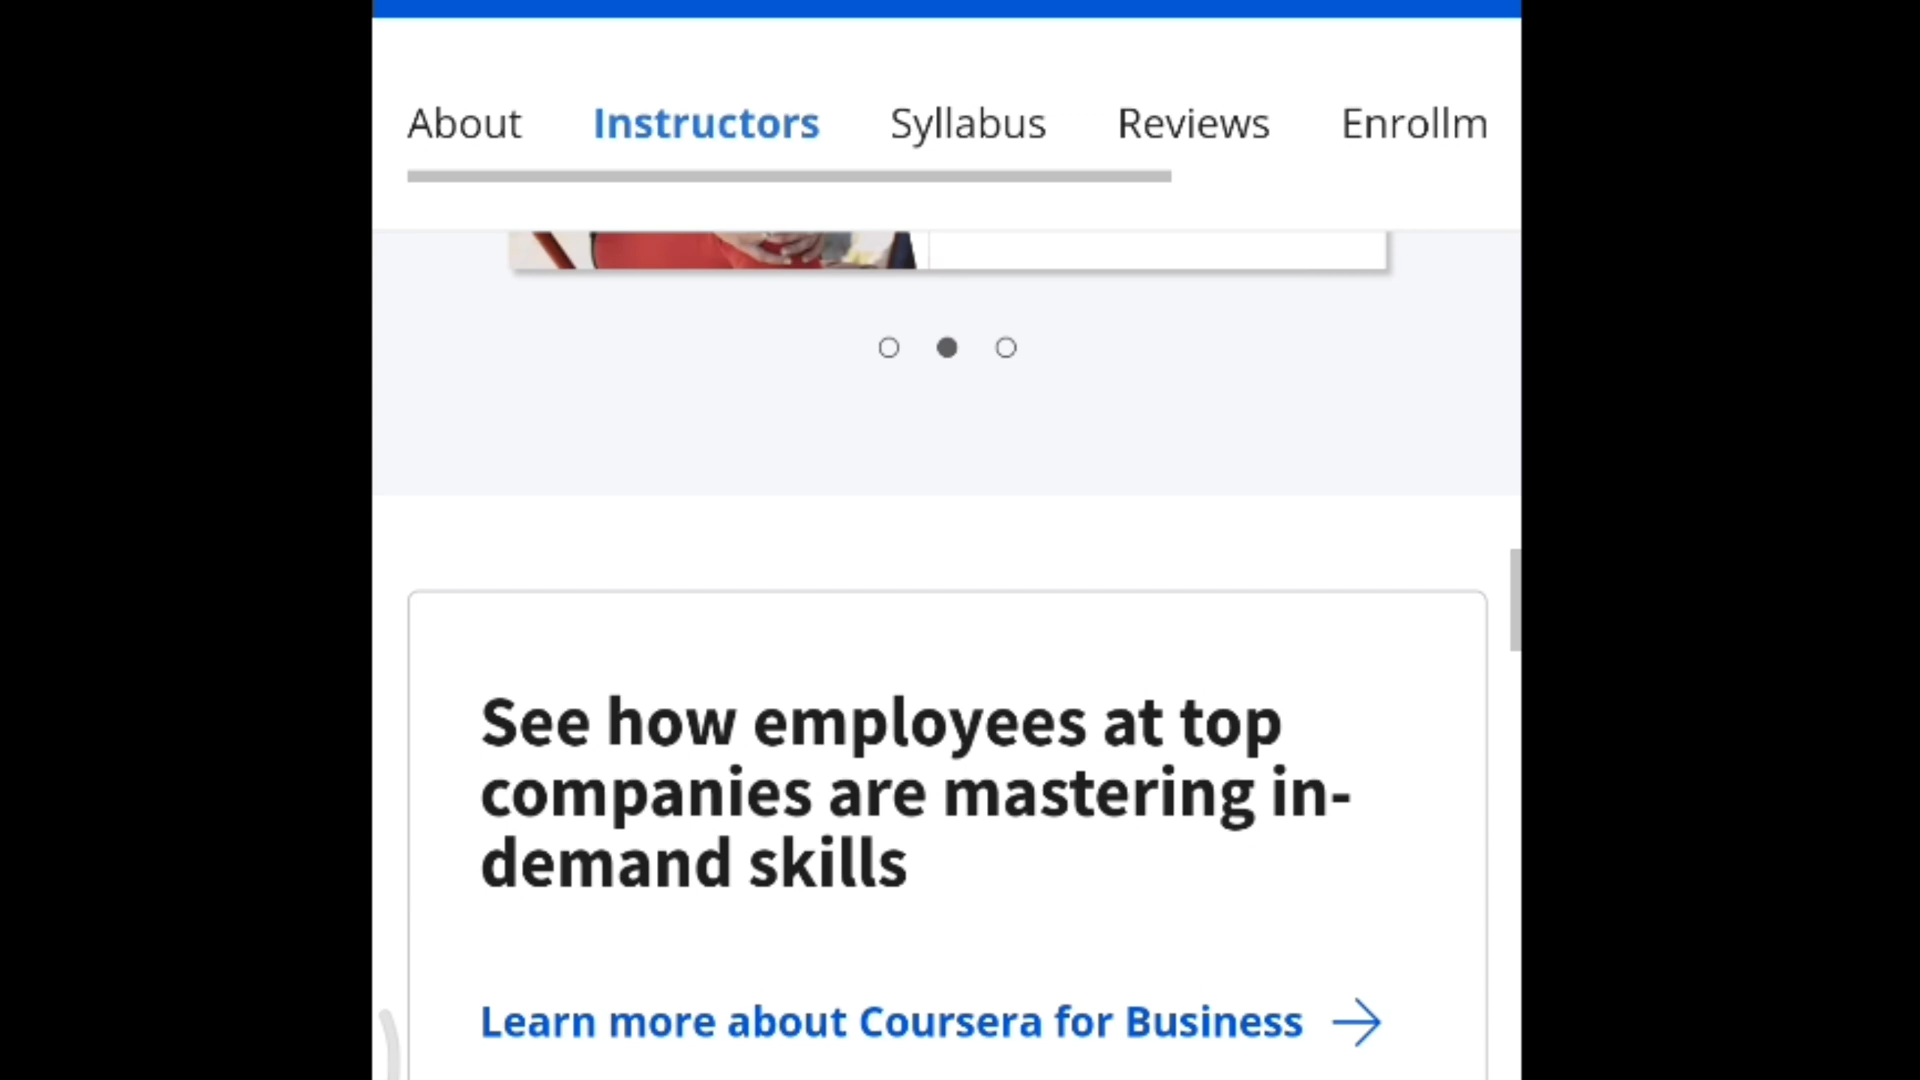 About Instructors Syllabus Reviews Enrollm
See how employees at top
companies are mastering in-
demand skills
Learn more about Coursera for Business